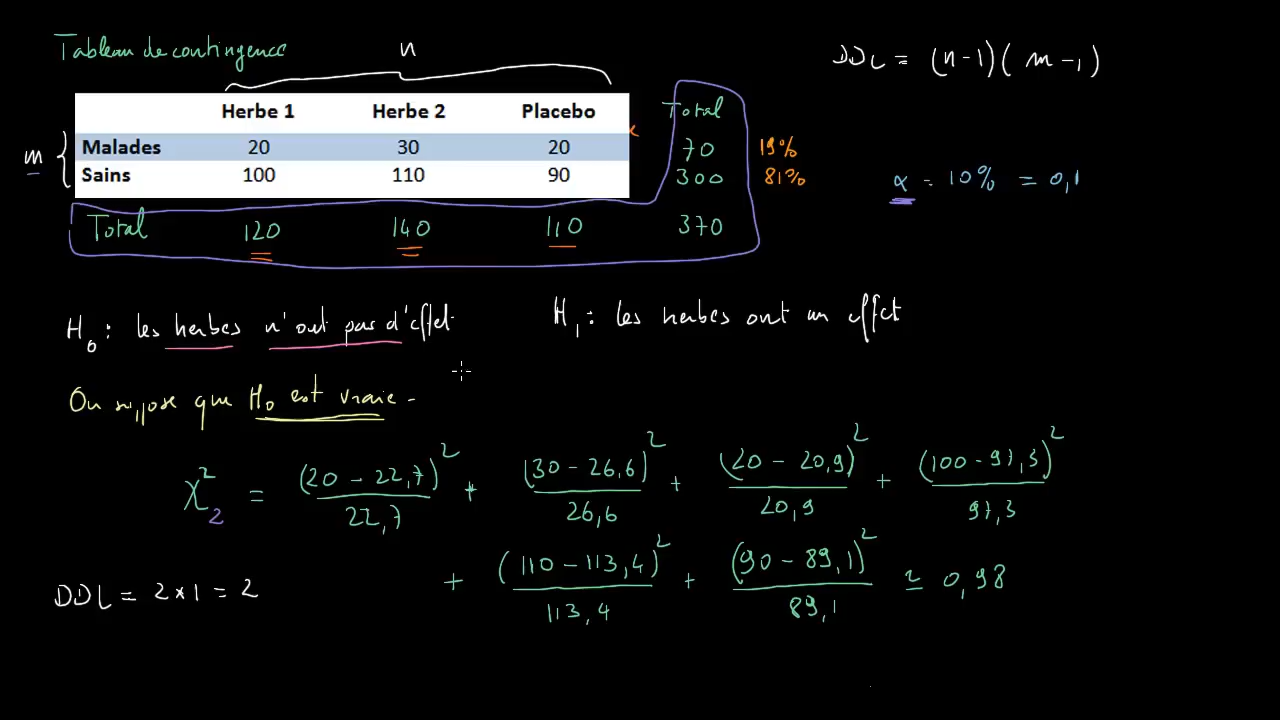 Tableau de contingence
n
DDL = (n-1)(m-1)
Herbe 1 Herbe 2 Placebo Total
m
Malades 20 30 20 70 19%
Sains 100 110 90 300 81%
α = 10% = 0,1
Total 120 140 110 370
H0 : les herbes n'ont pas d'effet
H1 : les herbes ont un effet
On suppose que H0 est vraie.
χ²2 = (20 - 22,7)²/22,7 + (30 - 26,6)²/26,6 + (20 - 20,9)²/20,9 + (100 - 97,3)²/97,3
+ (110 - 113,4)²/113,4 + (90 - 89,1)²/89,1 ≃ 0,98
DDL = 2 × 1 = 2